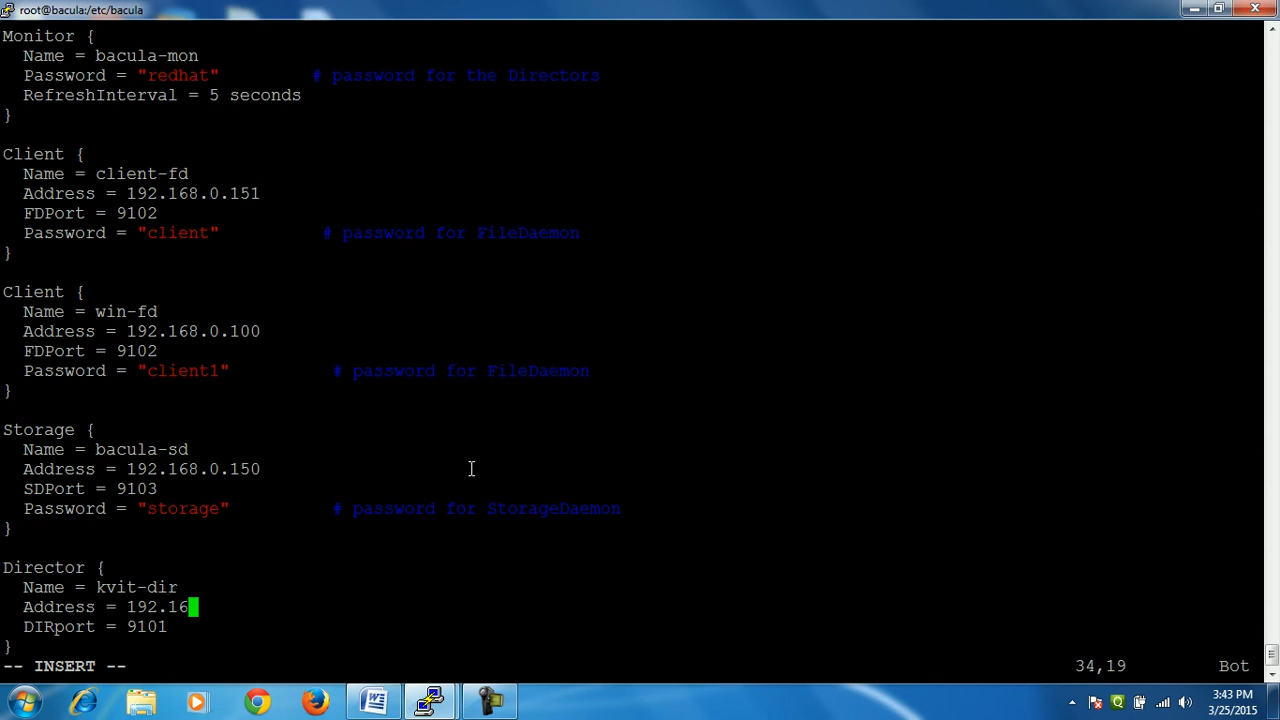 root@bacula:/etc/bacula
Monitor {
  Name = bacula-mon
  Password = "redhat"         # password for the Directors
  RefreshInterval = 5 seconds
}

Client {
  Name = client-fd
  Address = 192.168.0.151
  FDPort = 9102
  Password = "client"          # password for FileDaemon
}

Client {
  Name = win-fd
  Address = 192.168.0.100
  FDPort = 9102
  Password = "client1"          # password for FileDaemon
}

Storage {
  Name = bacula-sd
  Address = 192.168.0.150
  SDPort = 9103
  Password = "storage"          # password for StorageDaemon
}

Director {
  Name = kvit-dir
  Address = 192.16
  DIRport = 9101
}
-- INSERT --                    34,19         Bot
3:43 PM
3/25/2015